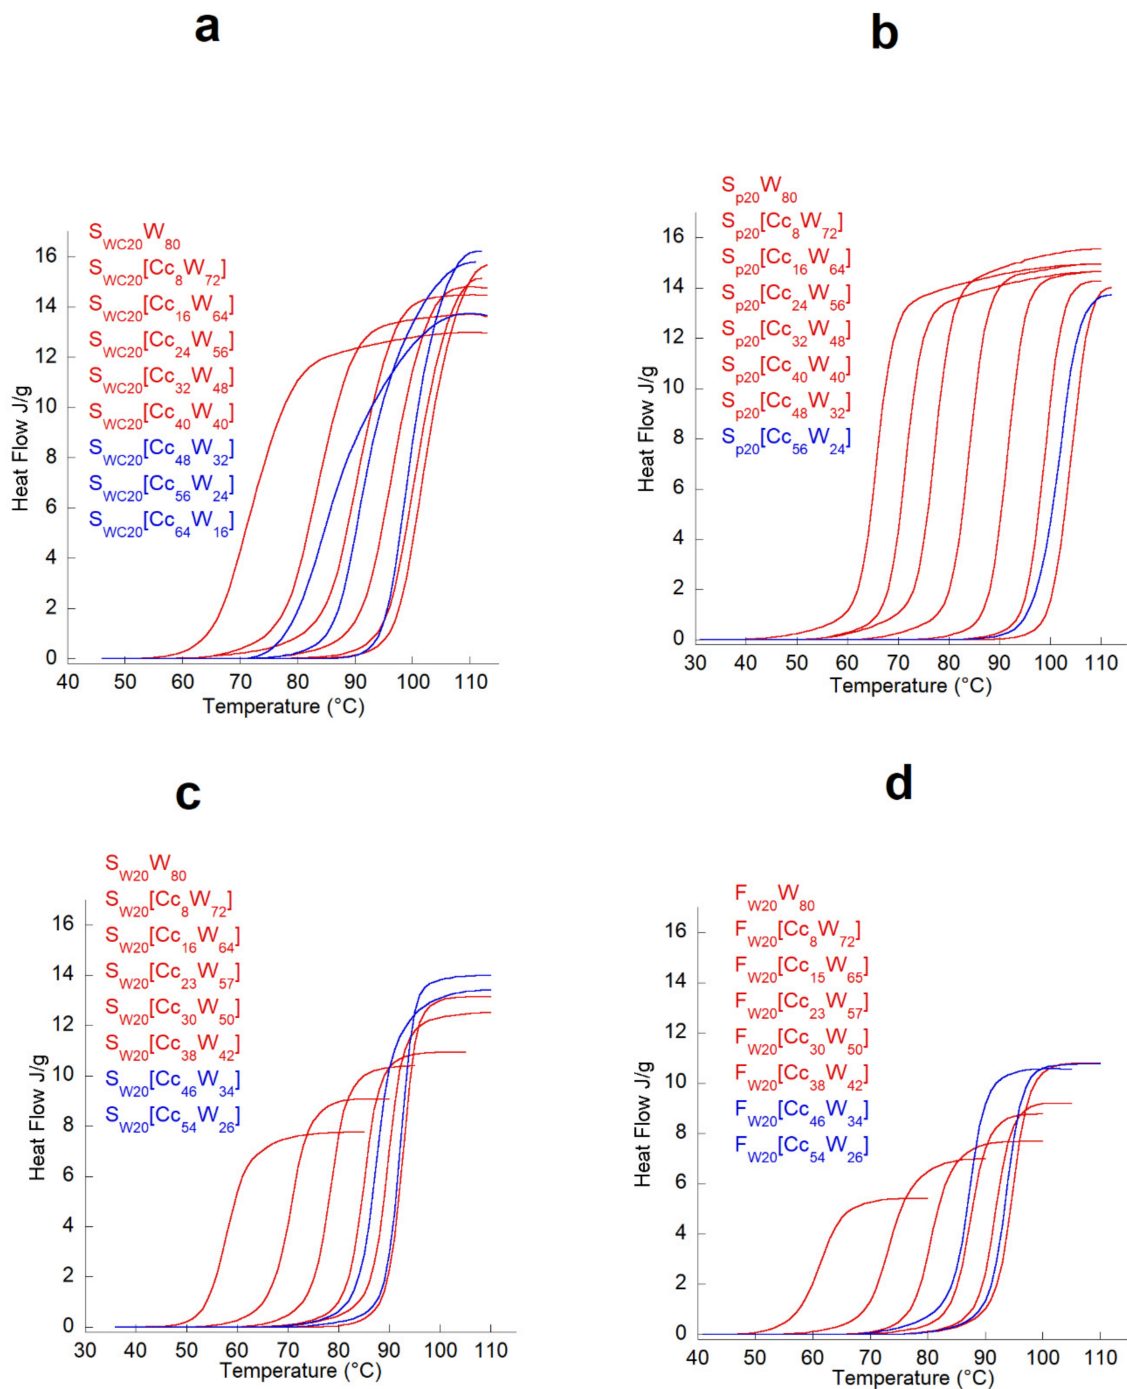 a
S_WC20W_80
S_WC20[Cc_8W_72]
S_WC20[Cc_16W_64]
S_WC20[Cc_24W_56]
S_WC20[Cc_32W_48]
S_WC20[Cc_40W_40]
S_WC20[Cc_48W_32]
S_WC20[Cc_56W_24]
S_WC20[Cc_64W_16]
16
14
12
10
8
6
4
2
0
Heat Flow J/g
40 50 60 70 80 90 100 110
Temperature (°C)
b
S_p20W_80
S_p20[Cc_8W_72]
S_p20[Cc_16W_64]
S_p20[Cc_24W_56]
S_p20[Cc_32W_48]
S_p20[Cc_40W_40]
S_p20[Cc_48W_32]
S_p20[Cc_56W_24]
16
14
12
10
8
6
4
2
0
Heat Flow J/g
30 40 50 60 70 80 90 100 110
Temperature (°C)
c
S_W20W_80
S_W20[Cc_8W_72]
S_W20[Cc_16W_64]
S_W20[Cc_23W_57]
S_W20[Cc_30W_50]
S_W20[Cc_38W_42]
S_W20[Cc_46W_34]
S_W20[Cc_54W_26]
16
14
12
10
8
6
4
2
0
Heat Flow J/g
30 40 50 60 70 80 90 100 110
Temperature (°C)
d
F_W20W_80
F_W20[Cc_8W_72]
F_W20[Cc_15W_65]
F_W20[Cc_23W_57]
F_W20[Cc_30W_50]
F_W20[Cc_38W_42]
F_W20[Cc_46W_34]
F_W20[Cc_54W_26]
16
14
12
10
8
6
4
2
0
Heat Flow J/g
40 50 60 70 80 90 100 110
Temperature (°C)